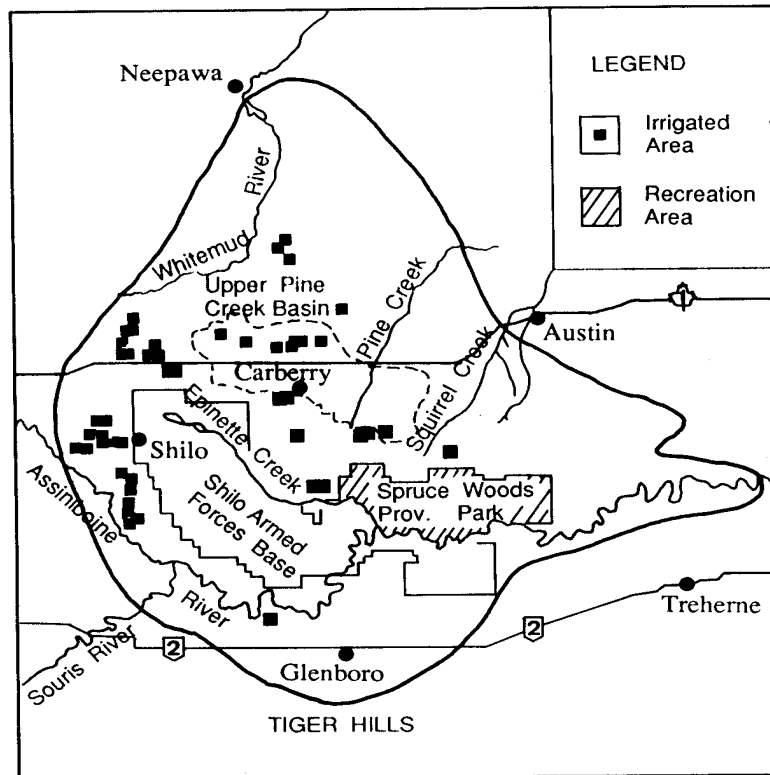 Neepawa
LEGEND
Irrigated
Area
Recreation
Area
River
Whitemud
Upper Pine
Creek Basin
Pine Creek
1
Austin
Squirrel Creek
Carberry
Epinette Creek
Shilo
Assiniboine
Shilo Armed
Forces Base
Spruce Woods
Prov. Park
River
Treherne
2
2
Souris River
Glenboro
TIGER HILLS